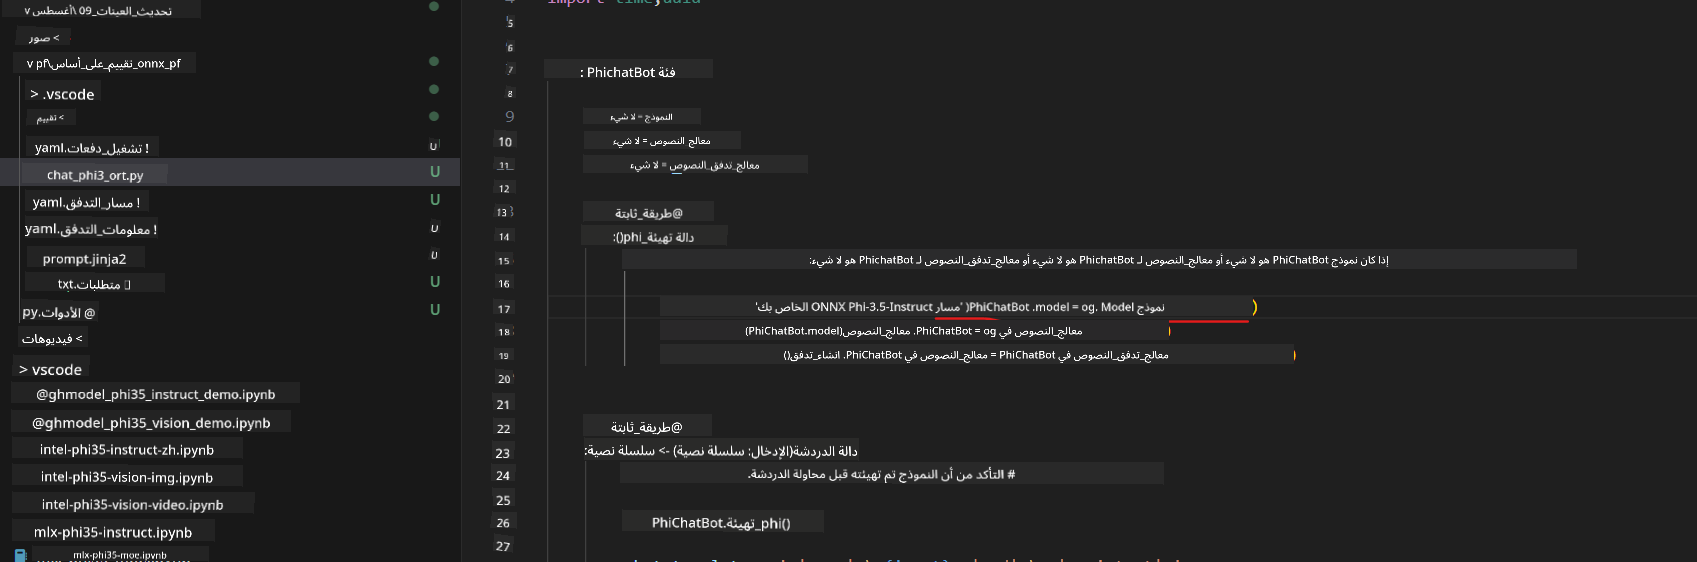 v تحديث_العينات_09 \أغسطس
> صور
v pf\تقييم_على_أساس_onnx_pf
> .vscode
> تقييم
! تشغيل_دفعات.yaml U
chat_phi3_ort.py U
! مسار_التدفق.yaml U
! معلومات_التدفق.yaml U
prompt.jinja2 U
متطلبات.txt U
@ الأدوات.py U
> فيديوهات
> vscode
@ghmodel_phi35_instruct_demo.ipynb
@ghmodel_phi35_vision_demo.ipynb
intel-phi35-instruct-zh.ipynb
intel-phi35-vision-img.ipynb
intel-phi35-vision-video.ipynb
mlx-phi35-instruct.ipynb
mlx-phi35-moe.ipynb
import time,uuid
5
6
7 فئة PhichatBot :
8
9 النموذج = لا شيء
10 معالج النصوص = لا شيء
11 معالج_تدفق_النصوص = لا شيء
12
13 @طريقة_ثابتة
14 دالة تهيئة_phi():
15 إذا كان نموذج PhiChatBot هو لا شيء أو معالج_النصوص لـ PhichatBot هو لا شيء أو معالج_تدفق_النصوص لـ PhichatBot هو لا شيء:
16
17 نموذج PhiChatBot .model = og. Model( 'مسار ONNX Phi-3.5-Instruct الخاص بك')
18 معالج_النصوص في PhiChatBot = og. معالج_النصوص(PhiChatBot.model)
19 معالج_تدفق_النصوص في PhiChatBot = معالج_النصوص في PhiChatBot. انشاء_تدفق()
20
21
22 @طريقة_ثابتة
23 دالة الدردشة(الإدخال: سلسلة نصية) -> سلسلة نصية:
24 # التأكد من أن النموذج تم تهيئته قبل محاولة الدردشة.
25
26 PhiChatBot.تهيئة_phi()
27